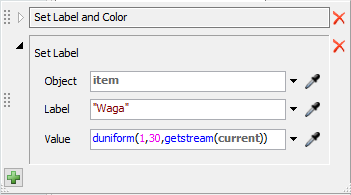 Set Label and Color
Set Label
Object item
Label "Waga"
Value duniform(1,30,getstream(current))